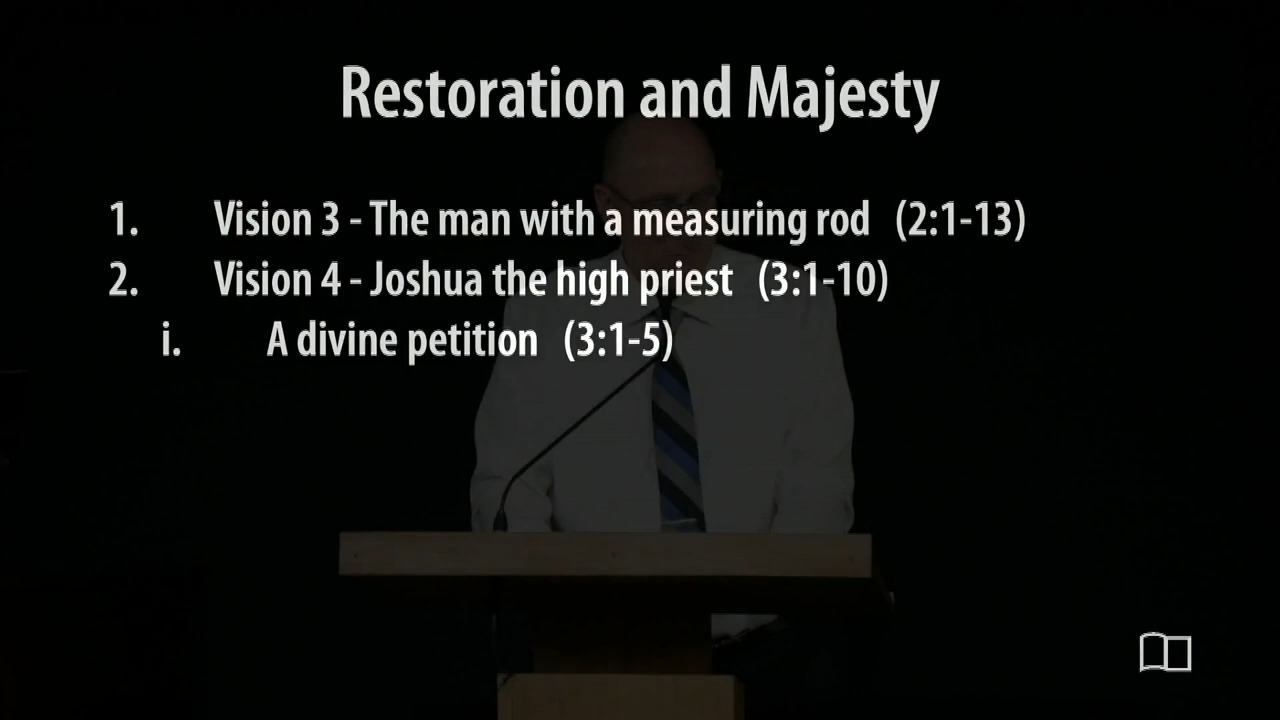 Restoration and Majesty
1. Vision 3 - The man with a measuring rod (2:1-13)
2. Vision 4 - Joshua the high priest (3:1-10)
i. A divine petition (3:1-5)